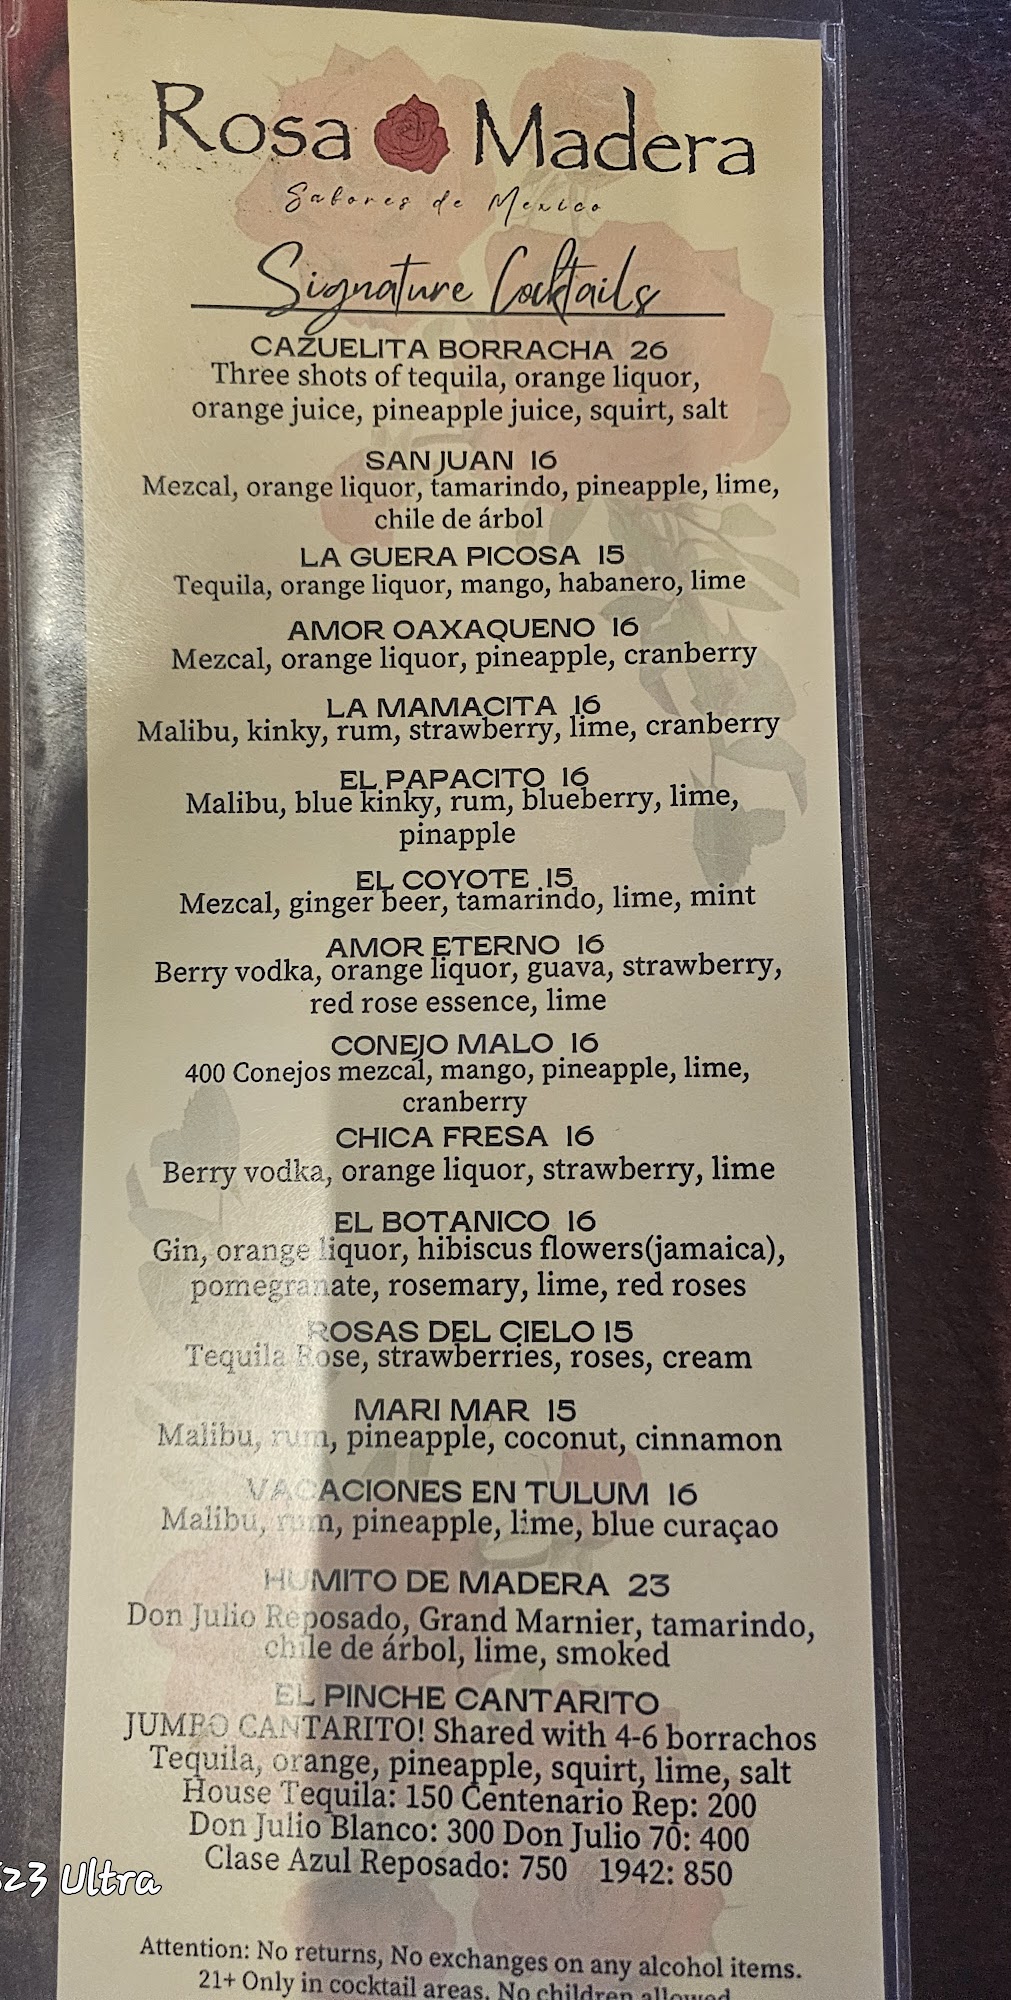 Rosa Madera
Sabores de Mexico
Signature Cocktails
CAZUELITA BORRACHA 26
Three shots of tequila, orange liquor,
orange juice, pineapple juice, squirt, salt
SAN JUAN 16
Mezcal, orange liquor, tamarindo, pineapple, lime,
chile de árbol
LA GUERA PICOSA 15
Tequila, orange liquor, mango, habanero, lime
AMOR OAXAQUENO 16
Mezcal, orange liquor, pineapple, cranberry
LA MAMACITA 16
Malibu, kinky, rum, strawberry, lime, cranberry
EL PAPACITO 16
Malibu, blue kinky, rum, blueberry, lime,
pinapple
EL COYOTE 15
Mezcal, ginger beer, tamarindo, lime, mint
AMOR ETERNO 16
Berry vodka, orange liquor, guava, strawberry,
red rose essence, lime
CONEJO MALO 16
400 Conejos mezcal, mango, pineapple, lime,
cranberry
CHICA FRESA 16
Berry vodka, orange liquor, strawberry, lime
EL BOTANICO 16
Gin, orange liquor, hibiscus flowers(jamaica),
pomegranate, rosemary, lime, red roses
ROSAS DEL CIELO 15
Tequila Rose, strawberries, roses, cream
MARI MAR 15
Malibu, rum, pineapple, coconut, cinnamon
VACACIONES EN TULUM 16
Malibu, rum, pineapple, lime, blue curaçao
HUMITO DE MADERA 23
Don Julio Reposado, Grand Marnier, tamarindo,
chile de árbol, lime, smoked
EL PINCHE CANTARITO
JUMBO CANTARITO! Shared with 4-6 borrachos
Tequila, orange, pineapple, squirt, lime, salt
House Tequila: 150 Centenario Rep: 200
Don Julio Blanco: 300 Don Julio 70: 400
Clase Azul Reposado: 750 1942: 850
S23 Ultra
Attention: No returns, No exchanges on any alcohol items.
21+ Only in cocktail areas. No children allowed